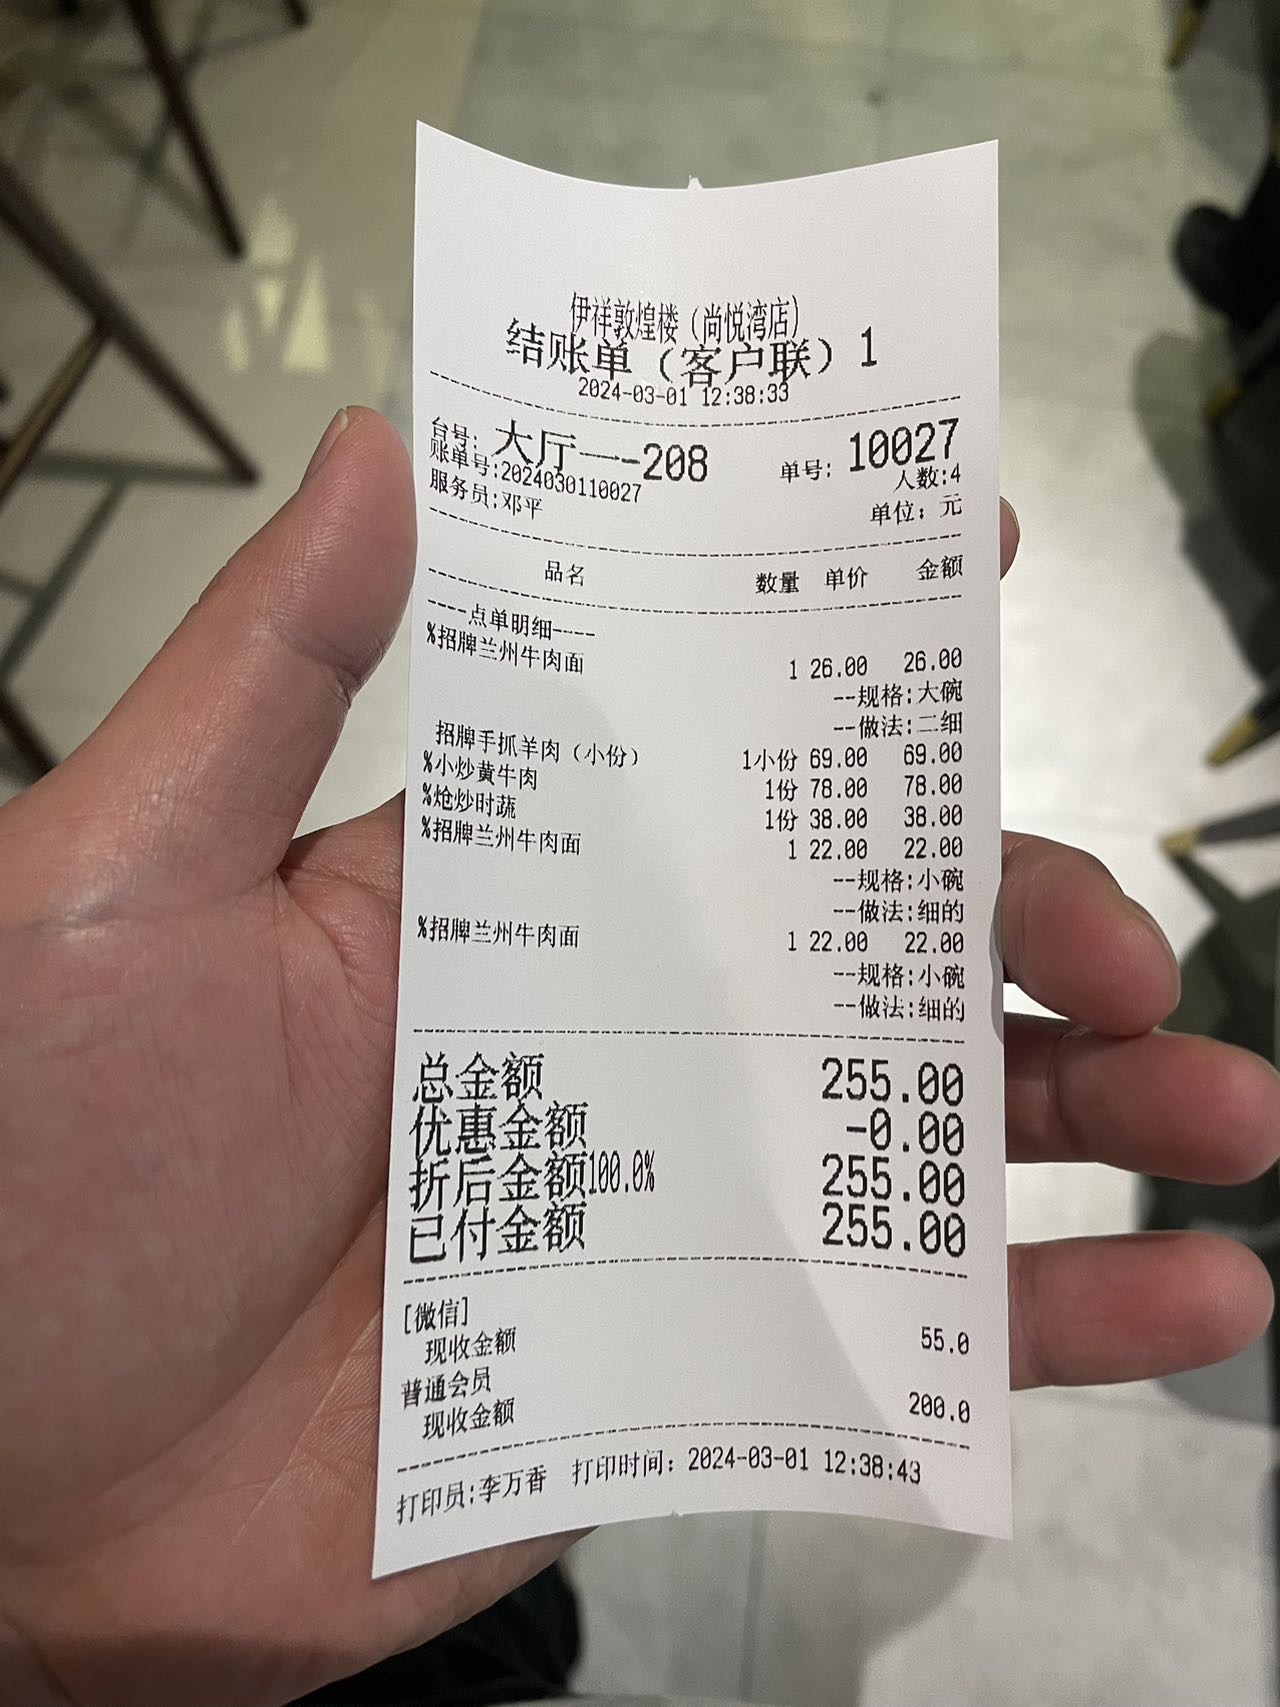 伊祥敦煌楼（尚悦湾店）
结账单（客户联）1
2024-03-01 12:38:33
台号: 大厅一--208 单号: 10027
账单号:2024030110027 人数:4
服务员:邓平 单位: 元
品名 数量 单价 金额
----点单明细----
%招牌兰州牛肉面 1 26.00 26.00
--规格:大碗
--做法:二细
招牌手抓羊肉（小份） 1小份 69.00 69.00
%小炒黄牛肉 1份 78.00 78.00
%炝炒时蔬 1份 38.00 38.00
%招牌兰州牛肉面 1 22.00 22.00
--规格:小碗
--做法:细的
%招牌兰州牛肉面 1 22.00 22.00
--规格:小碗
--做法:细的
总金额 255.00
优惠金额 -0.00
折后金额100.0% 255.00
已付金额 255.00
[微信]
现收金额 55.0
普通会员
现收金额 200.0
打印员:李万香 打印时间: 2024-03-01 12:38:43